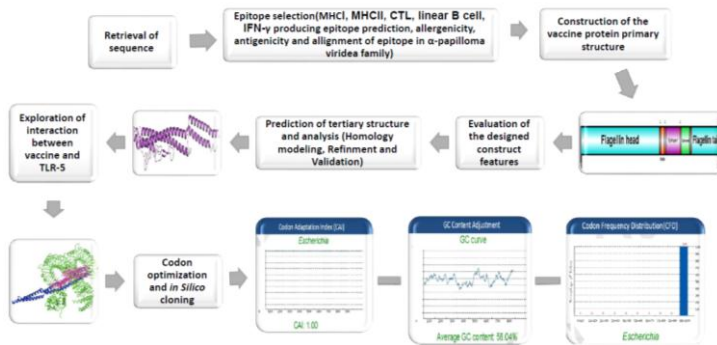 Retrieval of
sequence
Epitope selection(MHCI, MHCII, CTL, linear B cell,
IFN-γ producing epitope prediction, allergenicity,
antigenicity and allignment of epitope in α-papilloma
viridea family)
Construction of the
vaccine protein primary
structure
Exploration of
interaction
between
vaccine and
TLR-5
Prediction of tertiary
structure and analysis (Homology
modeling, Refinment and
Validation)
Evaluation of
the designed
construct
features
Flagellin head
Flagellin ta
Codon
optimization
and in Silico
cloning
Codon Adaptation Index (CAI)
Escherichia
CAI: 1.00
GC Content Adjustment
GC curve
Average GC content: 56.04%
Codon Frequency Distribution(CFD)
Escherichia